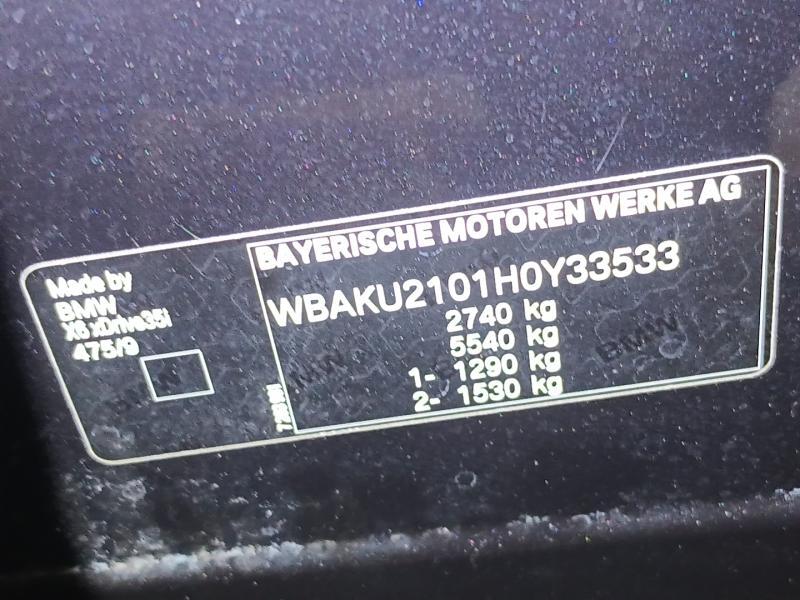 BAYERISCHE MOTOREN WERKE AG
WBAKU2101H0Y33533
2740 kg
5540 kg
1- 1290 kg
2- 1530 kg
Made by
BMW
X6 xDrive35i
475/9
BMW